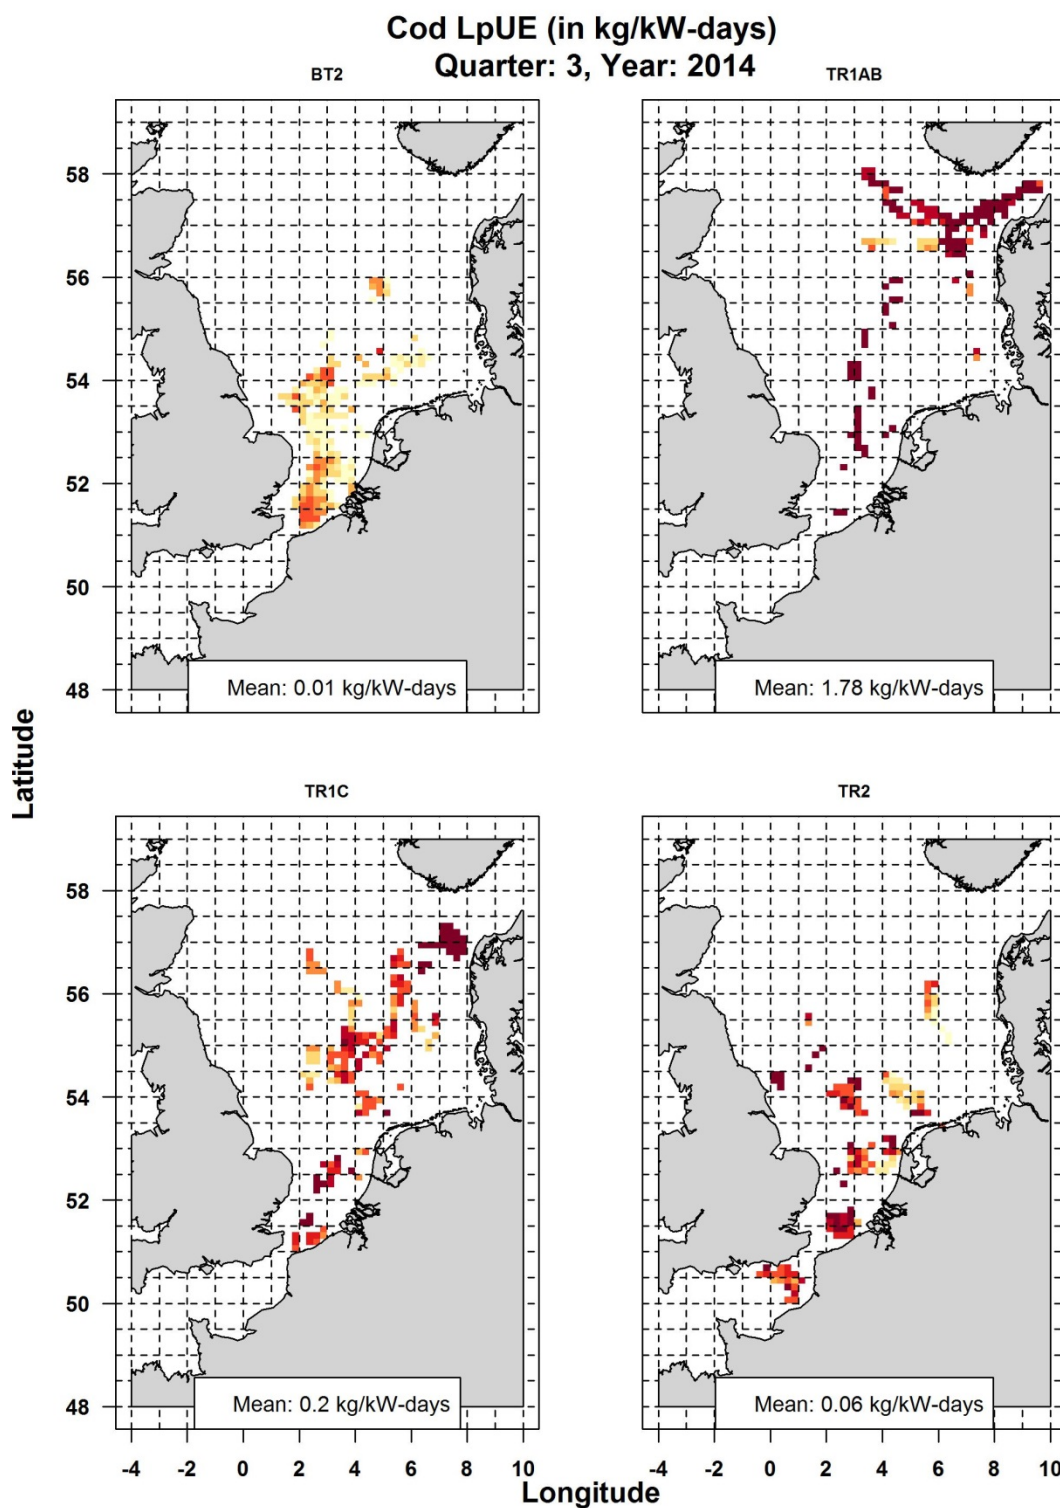 Cod LpUE (in kg/kW-days)
Quarter: 3, Year: 2014
BT2
TR1AB
58
56
54
52
50
48
Mean: 0.01 kg/kW-days
Mean: 1.78 kg/kW-days
Latitude
TR1C
TR2
58
56
54
52
50
48
Mean: 0.2 kg/kW-days
Mean: 0.06 kg/kW-days
-4 -2 0 2 4 6 8 10
-4 -2 0 2 4 6 8 10
Longitude